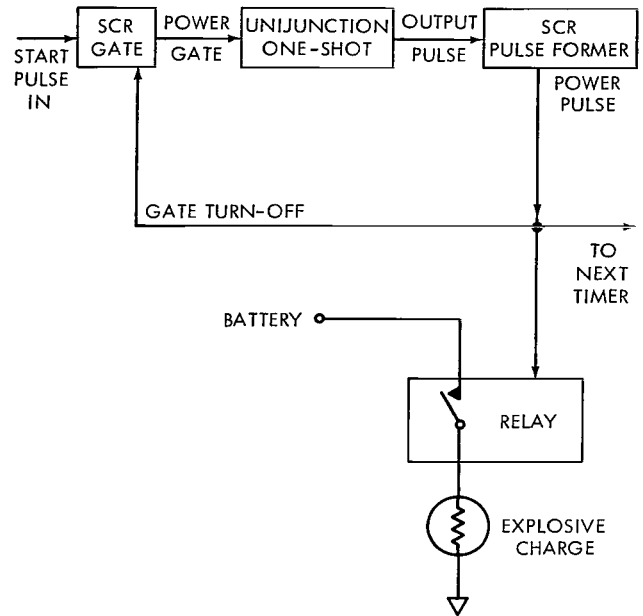 START
PULSE
IN
SCR
GATE
POWER
GATE
UNIJUNCTION
ONE-SHOT
OUTPUT
PULSE
SCR
PULSE FORMER
POWER
PULSE
GATE TURN-OFF
TO
NEXT
TIMER
BATTERY
RELAY
EXPLOSIVE
CHARGE